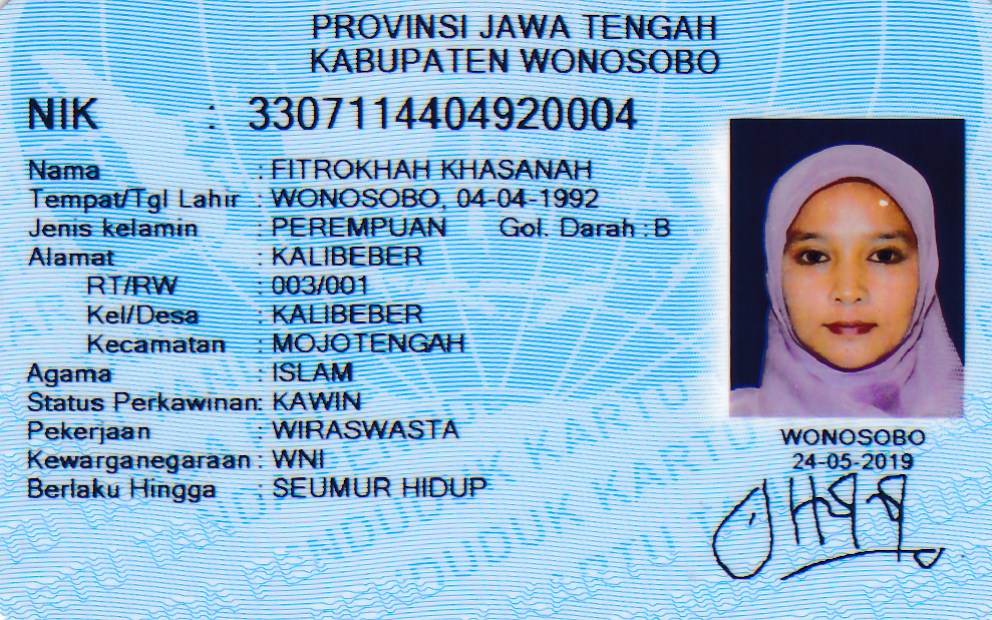 PROVINSI JAWA TENGAH
KABUPATEN WONOSOBO
NIK : 3307114404920004
Nama : FITROKHAH KHASANAH
Tempat/Tgl Lahir : WONOSOBO, 04-04-1992
Jenis kelamin : PEREMPUAN Gol. Darah : B
Alamat : KALIBEBER
RT/RW : 003/001
Kel/Desa : KALIBEBER
Kecamatan : MOJOTENGAH
Agama : ISLAM
Status Perkawinan: KAWIN
Pekerjaan : WIRASWASTA
Kewarganegaraan : WNI
Berlaku Hingga : SEUMUR HIDUP
WONOSOBO
24-05-2019